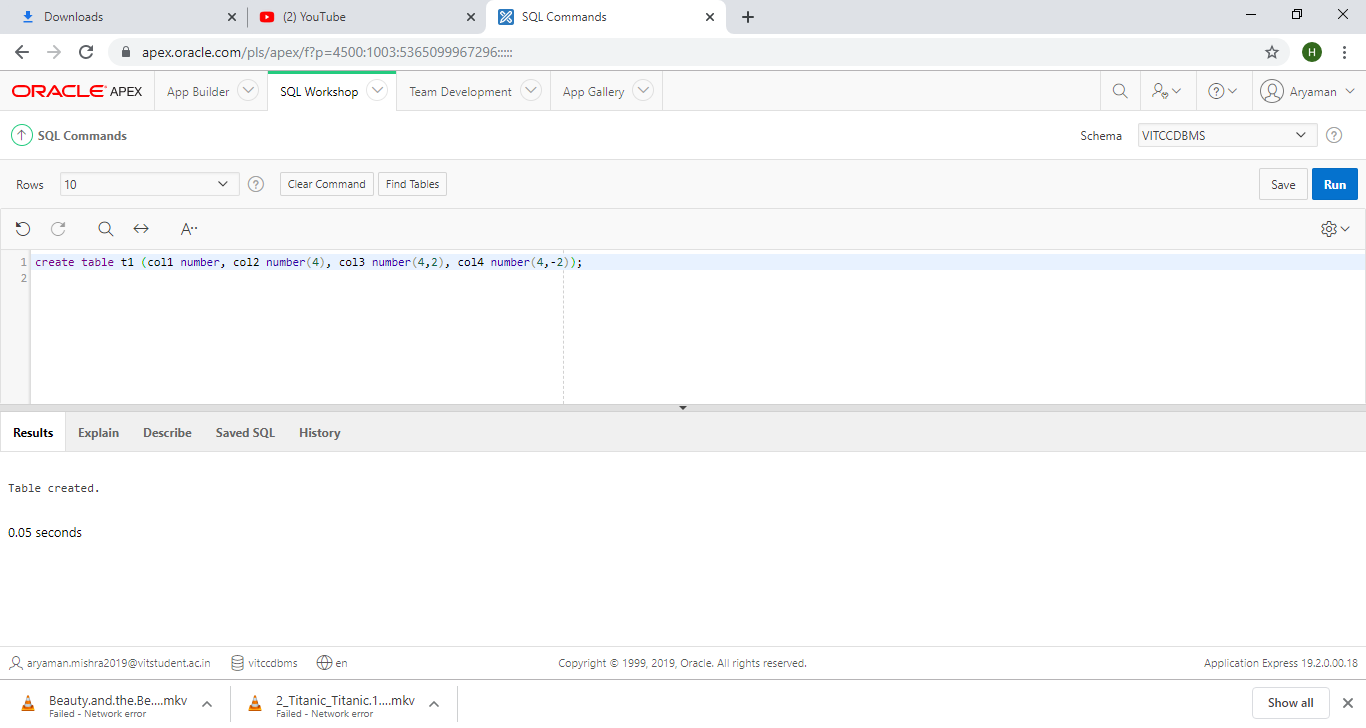 Downloads
(2) YouTube
SQL Commands
apex.oracle.com/pls/apex/f?p=4500:1003:5365099967296:::::
H
ORACLE APEX
App Builder
SQL Workshop
Team Development
App Gallery
Aryaman
SQL Commands
Schema
VITCCDBMS
Rows
10
Clear Command
Find Tables
Save
Run
A··
1 create table t1 (col1 number, col2 number(4), col3 number(4,2), col4 number(4,-2));
2
Results
Explain
Describe
Saved SQL
History
Table created.
0.05 seconds
aryaman.mishra2019@vitstudent.ac.in
vitccdbms
en
Copyright © 1999, 2019, Oracle. All rights reserved.
Application Express 19.2.0.00.18
Beauty.and.the.Be....mkv
Failed - Network error
2_Titanic_Titanic.1....mkv
Failed - Network error
Show all